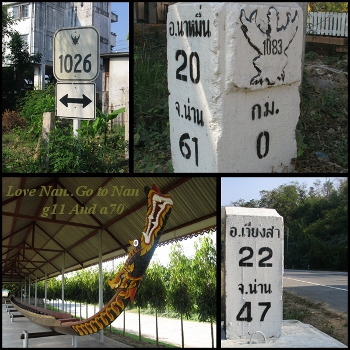 1026
อ.นาหมื่น
20
จ.น่าน
61
1083
กม.
0
Love Nan..Go to Nan
g11 And a70
อ.เวียงสา
22
จ.น่าน
47